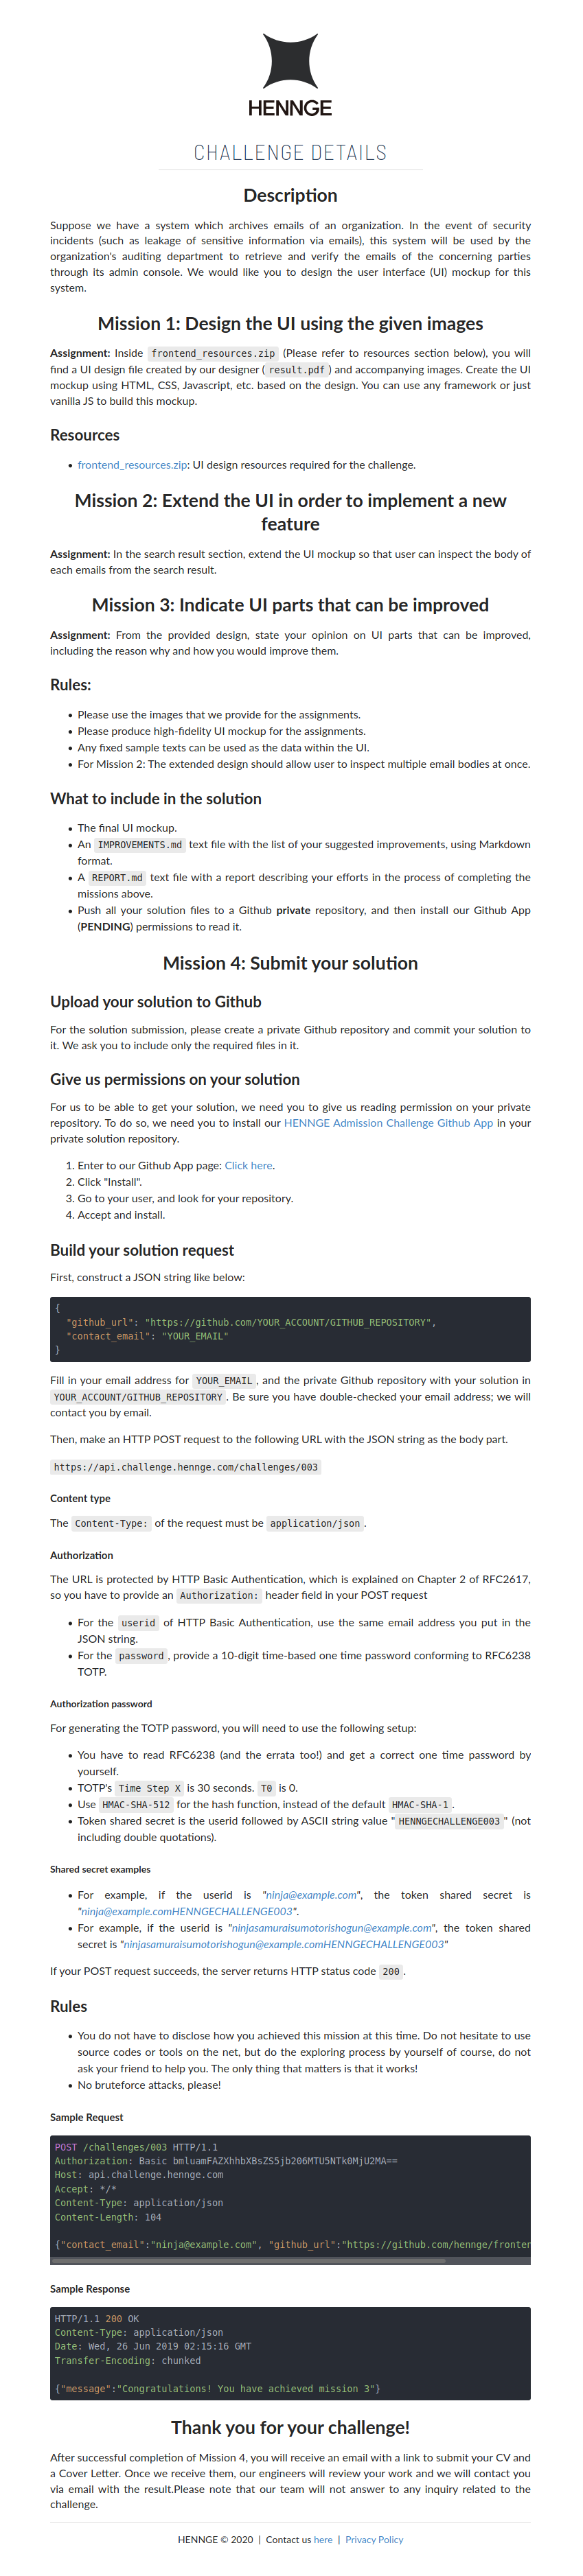 HENNGE
CHALLENGE DETAILS
Description
Suppose we have a system which archives emails of an organization. In the event of security
incidents (such as leakage of sensitive information via emails), this system will be used by the
organization's auditing department to retrieve and verify the emails of the concerning parties
through its admin console. We would like you to design the user interface (UI) mockup for this
system.
Mission 1: Design the UI using the given images
Assignment: Inside frontend_resources.zip (Please refer to resources section below), you will
find a UI design file created by our designer ( result.pdf ) and accompanying images. Create the UI
mockup using HTML, CSS, Javascript, etc. based on the design. You can use any framework or just
vanilla JS to build this mockup.
Resources
• frontend_resources.zip: UI design resources required for the challenge.
Mission 2: Extend the UI in order to implement a new
feature
Assignment: In the search result section, extend the UI mockup so that user can inspect the body of
each emails from the search result.
Mission 3: Indicate UI parts that can be improved
Assignment: From the provided design, state your opinion on UI parts that can be improved,
including the reason why and how you would improve them.
Rules:
• Please use the images that we provide for the assignments.
• Please produce high-fidelity UI mockup for the assignments.
• Any fixed sample texts can be used as the data within the UI.
• For Mission 2: The extended design should allow user to inspect multiple email bodies at once.
What to include in the solution
• The final UI mockup.
• An IMPROVEMENTS.md text file with the list of your suggested improvements, using Markdown
format.
• A REPORT.md text file with a report describing your efforts in the process of completing the
missions above.
• Push all your solution files to a Github private repository, and then install our Github App
(PENDING) permissions to read it.
Mission 4: Submit your solution
Upload your solution to Github
For the solution submission, please create a private Github repository and commit your solution to
it. We ask you to include only the required files in it.
Give us permissions on your solution
For us to be able to get your solution, we need you to give us reading permission on your private
repository. To do so, we need you to install our HENNGE Admission Challenge Github App in your
private solution repository.
1. Enter to our Github App page: Click here.
2. Click "Install".
3. Go to your user, and look for your repository.
4. Accept and install.
Build your solution request
First, construct a JSON string like below:
{
"github_url": "https://github.com/YOUR_ACCOUNT/GITHUB_REPOSITORY",
"contact_email": "YOUR_EMAIL"
}
Fill in your email address for YOUR_EMAIL , and the private Github repository with your solution in
YOUR_ACCOUNT/GITHUB_REPOSITORY . Be sure you have double-checked your email address; we will
contact you by email.
Then, make an HTTP POST request to the following URL with the JSON string as the body part.
https://api.challenge.hennge.com/challenges/003
Content type
The Content-Type: of the request must be application/json .
Authorization
The URL is protected by HTTP Basic Authentication, which is explained on Chapter 2 of RFC2617,
so you have to provide an Authorization: header field in your POST request
• For the userid of HTTP Basic Authentication, use the same email address you put in the
JSON string.
• For the password , provide a 10-digit time-based one time password conforming to RFC6238
TOTP.
Authorization password
For generating the TOTP password, you will need to use the following setup:
• You have to read RFC6238 (and the errata too!) and get a correct one time password by
yourself.
• TOTP's Time Step X is 30 seconds. T0 is 0.
• Use HMAC-SHA-512 for the hash function, instead of the default HMAC-SHA-1 .
• Token shared secret is the userid followed by ASCII string value " HENNGECHALLENGE003 " (not
including double quotations).
Shared secret examples
• For example, if the userid is "ninja@example.com", the token shared secret is
"ninja@example.comHENNGECHALLENGE003".
• For example, if the userid is "ninjasamuraisumotorishogun@example.com", the token shared
secret is "ninjasamuraisumotorishogun@example.comHENNGECHALLENGE003"
If your POST request succeeds, the server returns HTTP status code 200 .
Rules
• You do not have to disclose how you achieved this mission at this time. Do not hesitate to use
source codes or tools on the net, but do the exploring process by yourself of course, do not
ask your friend to help you. The only thing that matters is that it works!
• No bruteforce attacks, please!
Sample Request
POST /challenges/003 HTTP/1.1
Authorization: Basic bmluamFAZXhhbXBsZS5jb206MTU5NTk0MjU2MA==
Host: api.challenge.hennge.com
Accept: */*
Content-Type: application/json
Content-Length: 104
{"contact_email":"ninja@example.com", "github_url":"https://github.com/hennge/fronten
Sample Response
HTTP/1.1 200 OK
Content-Type: application/json
Date: Wed, 26 Jun 2019 02:15:16 GMT
Transfer-Encoding: chunked
{"message":"Congratulations! You have achieved mission 3"}
Thank you for your challenge!
After successful completion of Mission 4, you will receive an email with a link to submit your CV and
a Cover Letter. Once we receive them, our engineers will review your work and we will contact you
via email with the result.Please note that our team will not answer to any inquiry related to the
challenge.
HENNGE © 2020 | Contact us here | Privacy Policy